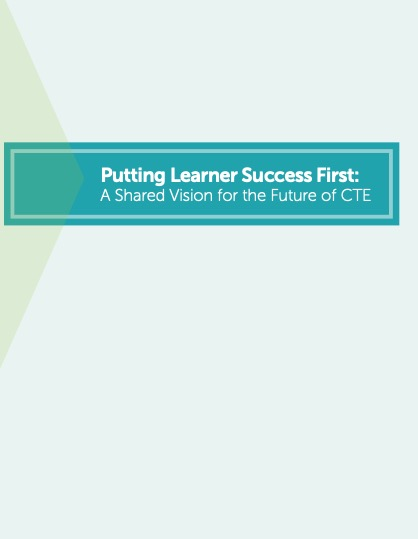 Putting Learner Success First:
A Shared Vision for the Future of CTE